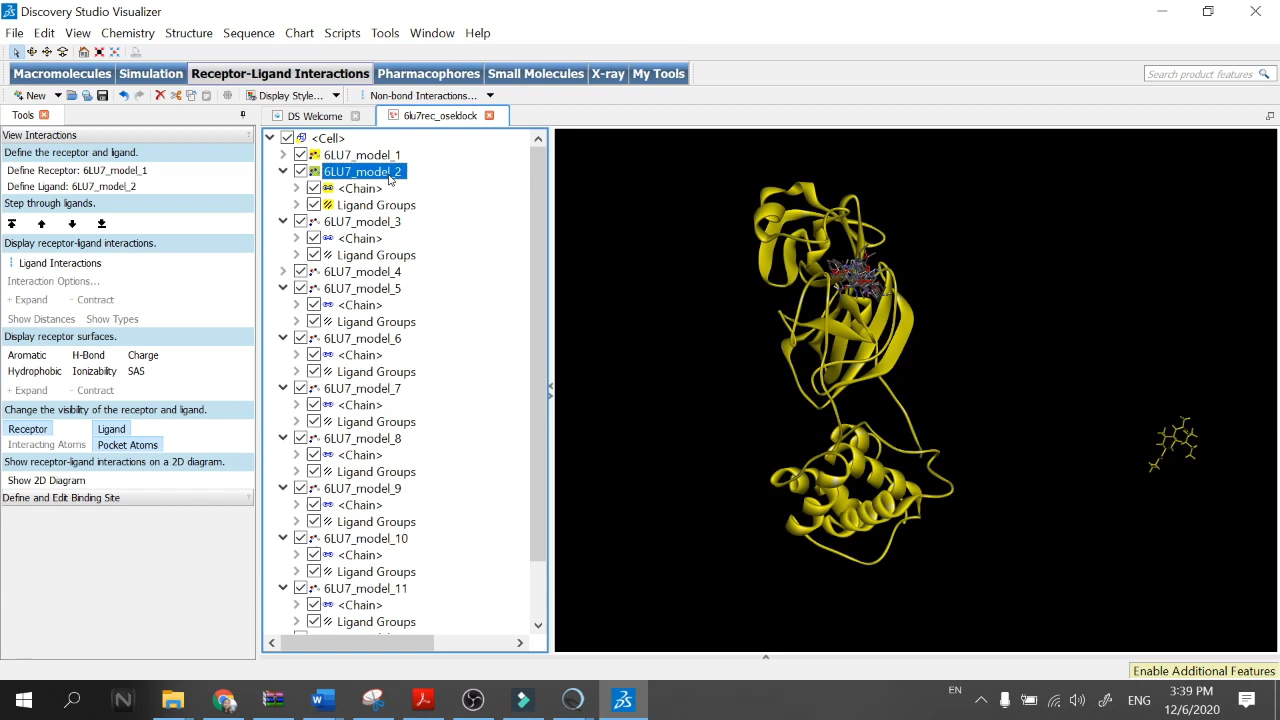 Discovery Studio Visualizer
File Edit View Chemistry Structure Sequence Chart Scripts Tools Window Help
Macromolecules Simulation Receptor-Ligand Interactions Pharmacophores Small Molecules X-ray My Tools Search product features
New Display Style... Non-bond Interactions...
Tools DS Welcome 6lu7rec_oseldock
View Interactions
Define the receptor and ligand.
Define Receptor: 6LU7_model_1
Define Ligand: 6LU7_model_2
Step through ligands.
Display receptor-ligand interactions.
Ligand Interactions
Interaction Options...
+ Expand - Contract
Show Distances Show Types
Display receptor surfaces.
Aromatic H-Bond Charge
Hydrophobic Ionizability SAS
+ Expand - Contract
Change the visibility of the receptor and ligand.
Receptor Ligand
Interacting Atoms Pocket Atoms
Show receptor-ligand interactions on a 2D diagram.
Show 2D Diagram
Define and Edit Binding Site
<Cell>
6LU7_model_1
6LU7_model_2
<Chain>
Ligand Groups
6LU7_model_3
<Chain>
Ligand Groups
6LU7_model_4
6LU7_model_5
<Chain>
Ligand Groups
6LU7_model_6
<Chain>
Ligand Groups
6LU7_model_7
<Chain>
Ligand Groups
6LU7_model_8
<Chain>
Ligand Groups
6LU7_model_9
<Chain>
Ligand Groups
6LU7_model_10
<Chain>
Ligand Groups
6LU7_model_11
<Chain>
Ligand Groups
Enable Additional Features
EN ENG 3:39 PM
12/6/2020